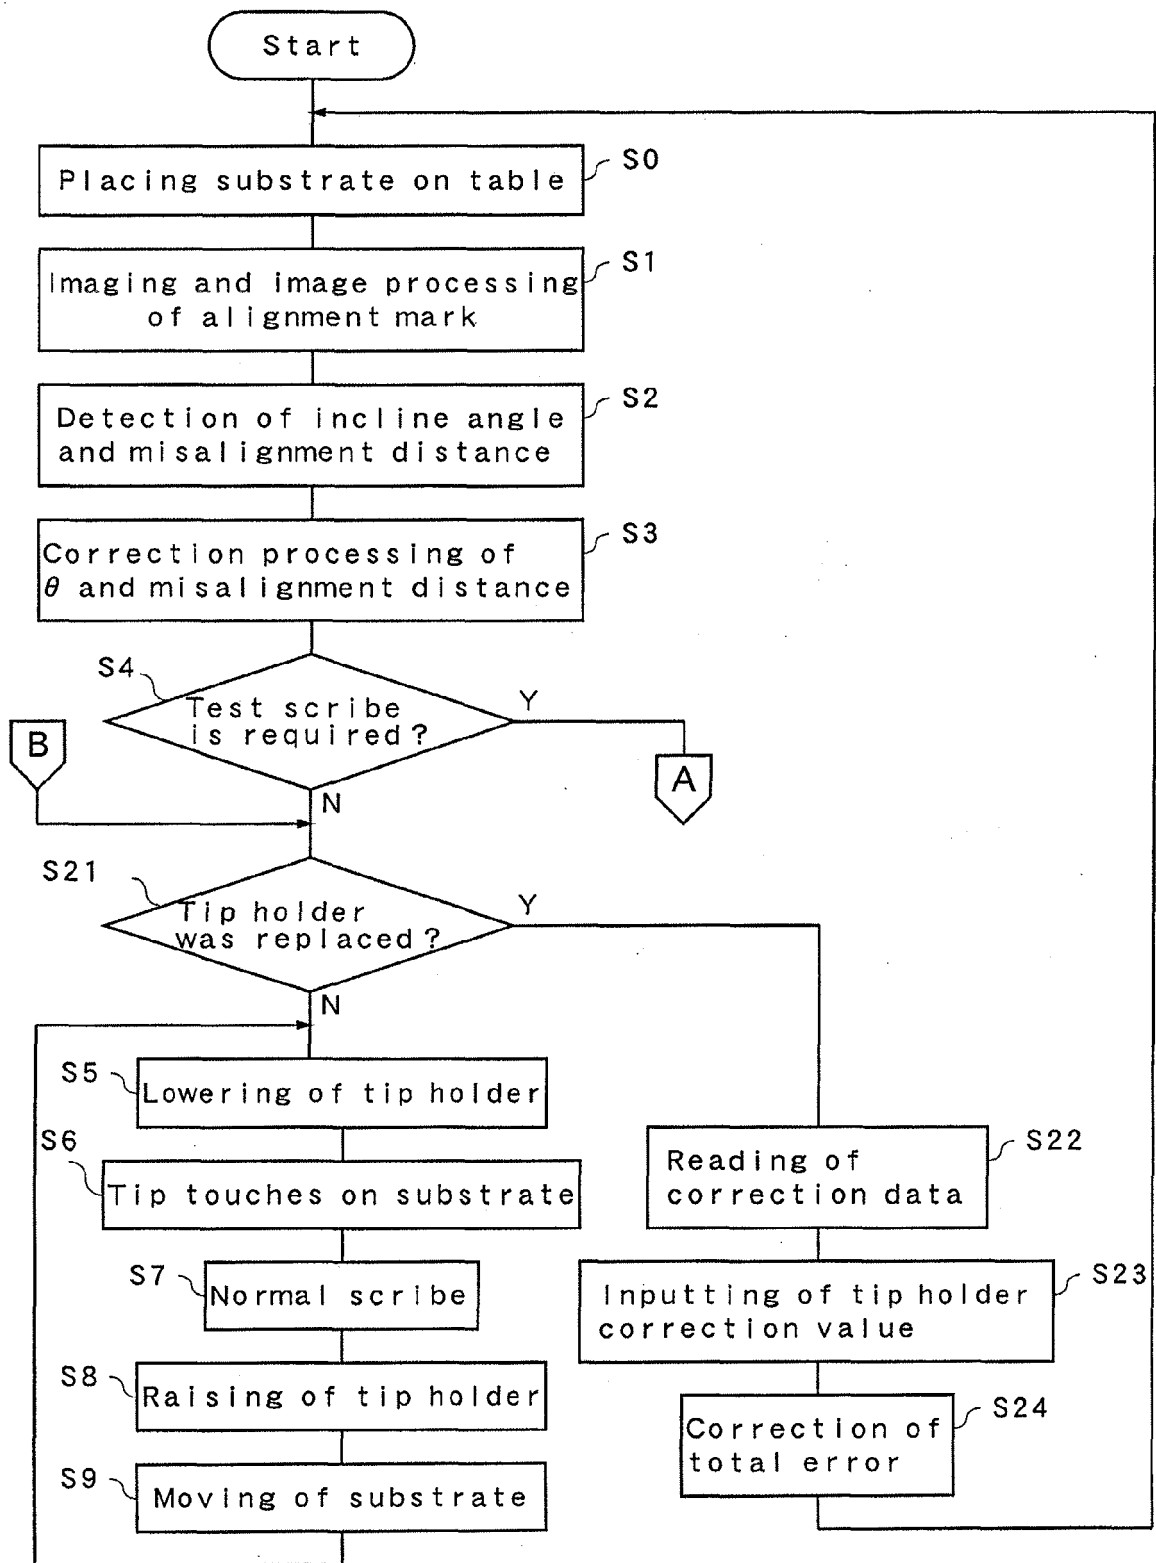 Start
S0
Placing substrate on table
S1
Imaging and image processing
of alignment mark
S2
Detection of incline angle
and misalignment distance
S3
Correction processing of
θ and misalignment distance
S4
Test scribe
is required?
Y
N
B
A
S21
Tip holder
was replaced?
Y
N
S5
Lowering of tip holder
S6
Tip touches on substrate
S7
Normal scribe
S8
Raising of tip holder
S9
Moving of substrate
S22
Reading of
correction data
S23
Inputting of tip holder
correction value
S24
Correction of
total error